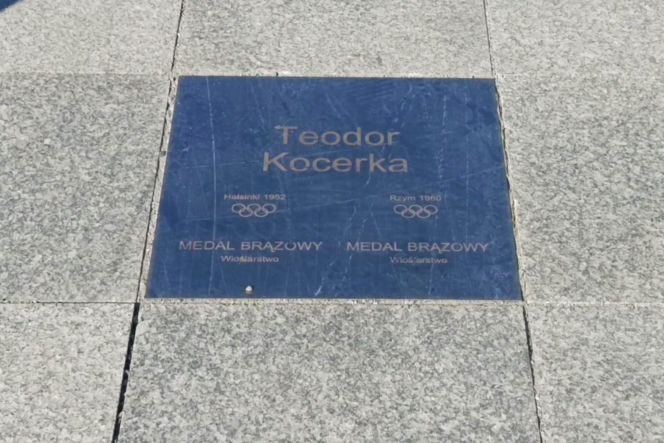 Teodor
Kocerka
Helsinki 1952 Rzym 1960
MEDAL BRĄZOWY MEDAL BRĄZOWY
Wioślarstwo Wioślarstwo